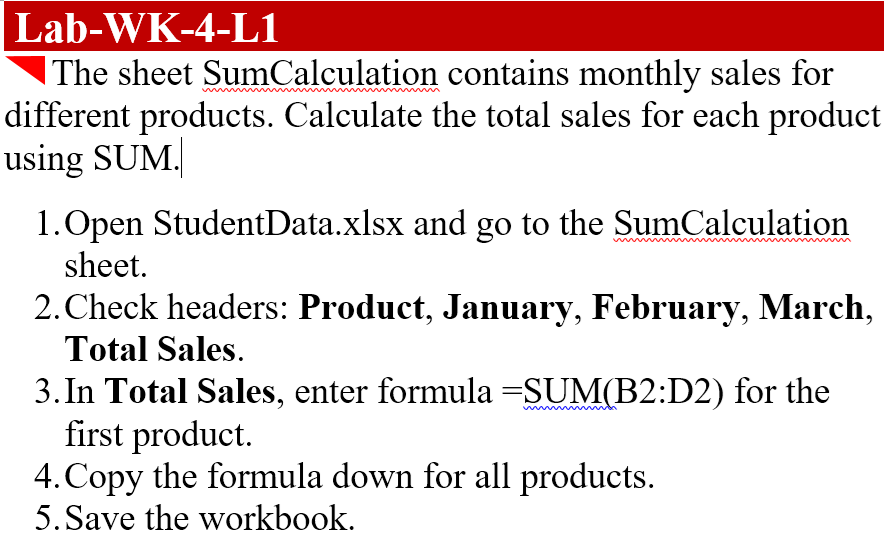 Lab-WK-4-L1
The sheet SumCalculation contains monthly sales for
different products. Calculate the total sales for each product
using SUM.
1. Open StudentData.xlsx and go to the SumCalculation
sheet.
2. Check headers: Product, January, February, March,
Total Sales.
3. In Total Sales, enter formula =SUM(B2:D2) for the
first product.
4. Copy the formula down for all products.
5. Save the workbook.